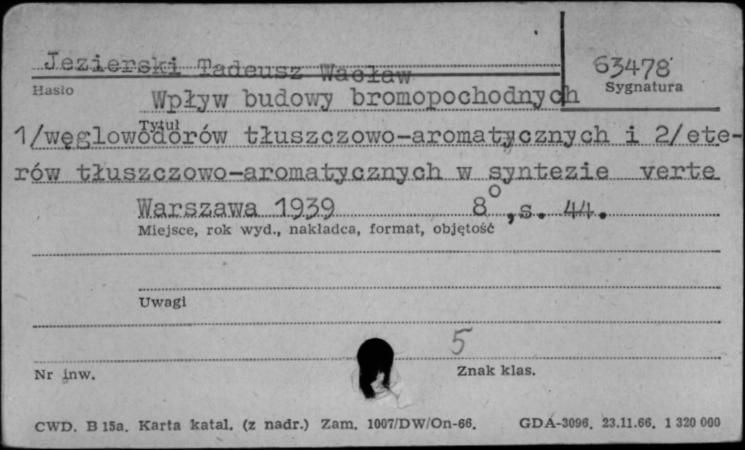 Jezierski Tadeusz Wacław 63478
Hasło Sygnatura
Wpływ budowy bromopochodnych
Tytuł
1/węglowodorów tłuszczowo-aromatycznych i 2/ete-
rów tłuszczowo-aromatycznych w syntezie verte
Warszawa 1939 8°, s. 44.
Miejsce, rok wyd., nakładca, format, objętość
Uwagi
5
Nr inw. Znak klas.
CWD. B 15a. Karta katal. (z nadr.) Zam. 1007/DW/On-66. GDA-3096. 23.11.66. 1 320 000